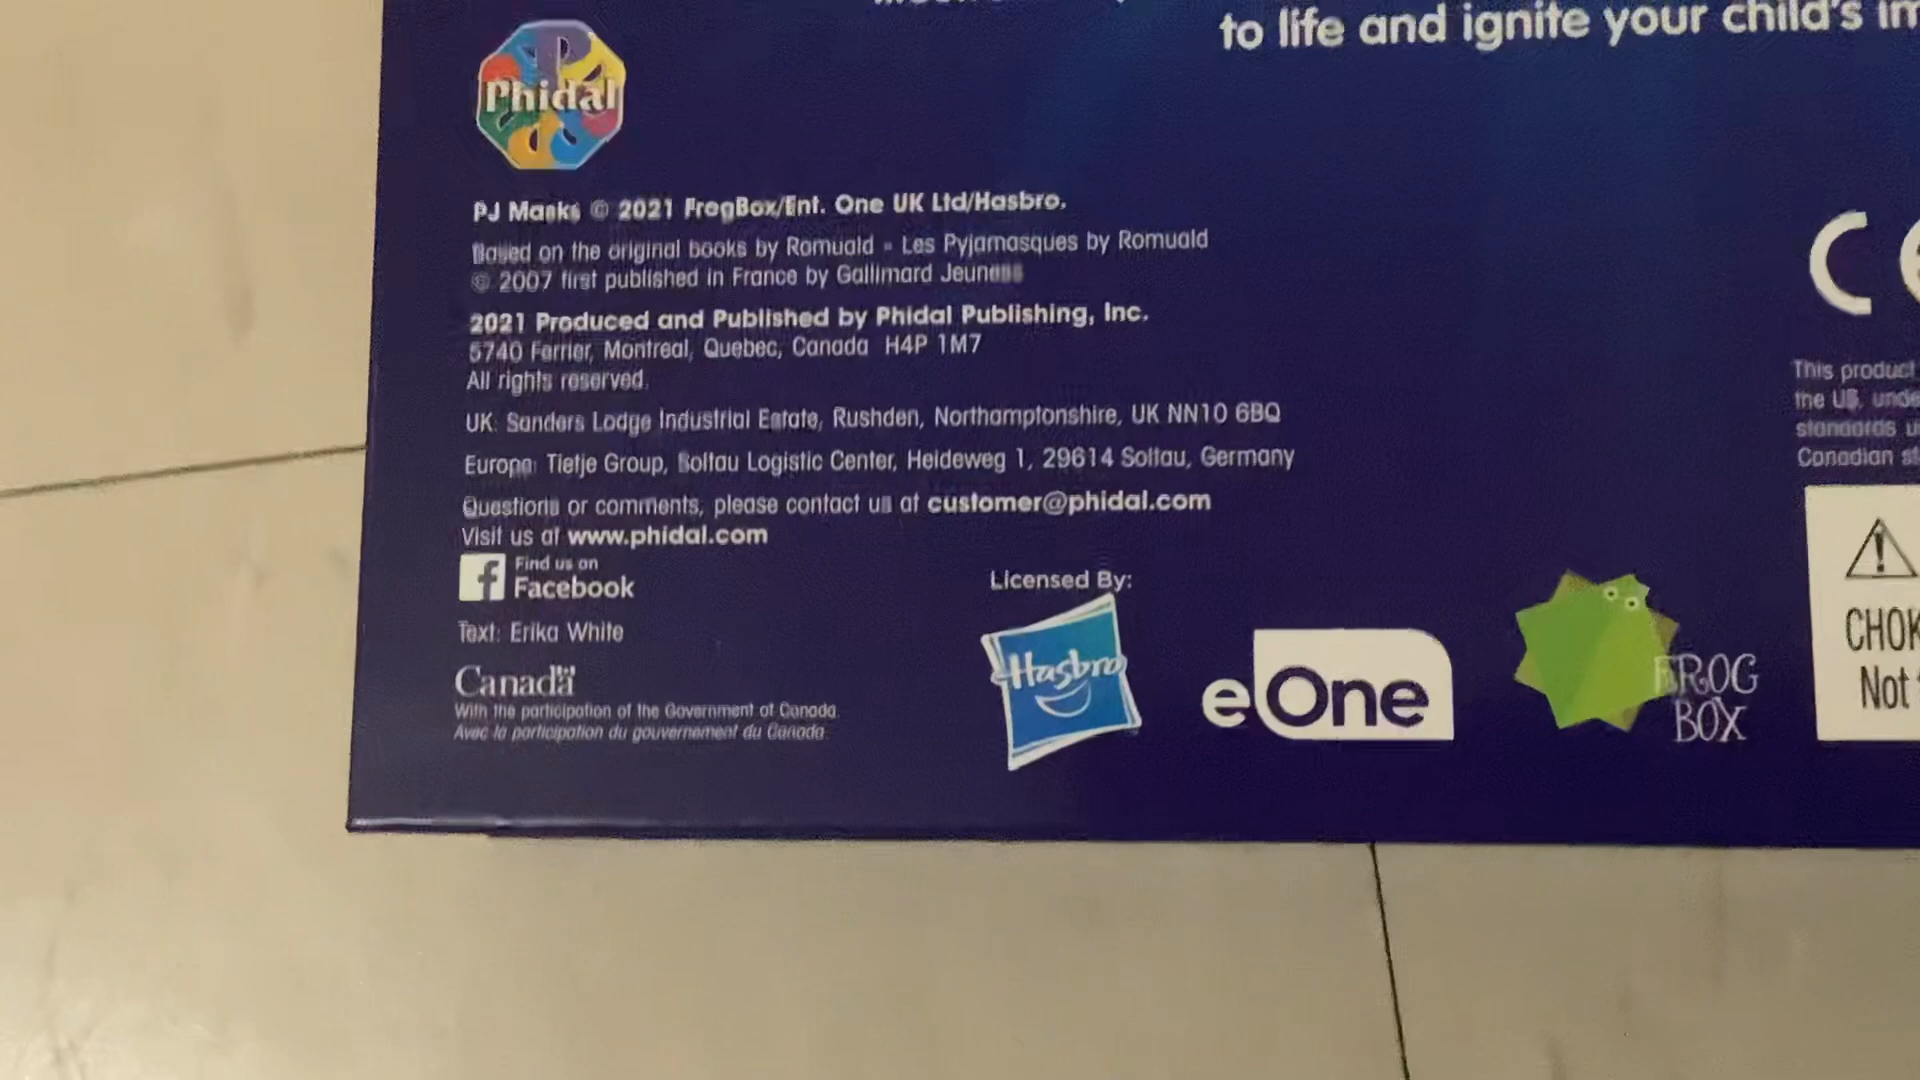 to life and ignite your child's im
Phidal
PJ Masks © 2021 FrogBox/Ent. One UK Ltd/Hasbro.
Based on the original books by Romuald - Les Pyjamasques by Romuald
© 2007 first published in France by Gallimard Jeuness
2021 Produced and Published by Phidal Publishing, Inc.
5740 Ferrier, Montreal, Quebec, Canada H4P 1M7
All rights reserved.
UK: Sanders Lodge Industrial Estate, Rushden, Northamptonshire, UK NN10 6BQ
Europe: Tietje Group, Soltau Logistic Center, Heideweg 1, 29614 Soltau, Germany
Questions or comments, please contact us at customer@phidal.com
Visit us at www.phidal.com
f Find us on
Facebook
Text: Erika White
Canada
With the participation of the Government of Canada.
Avec la participation du gouvernement du Canada.
Licensed By:
Hasbro
eOne
FROG
BOX
CE
This product
the US, unde
standards u
Canadian st
CHOK
Not